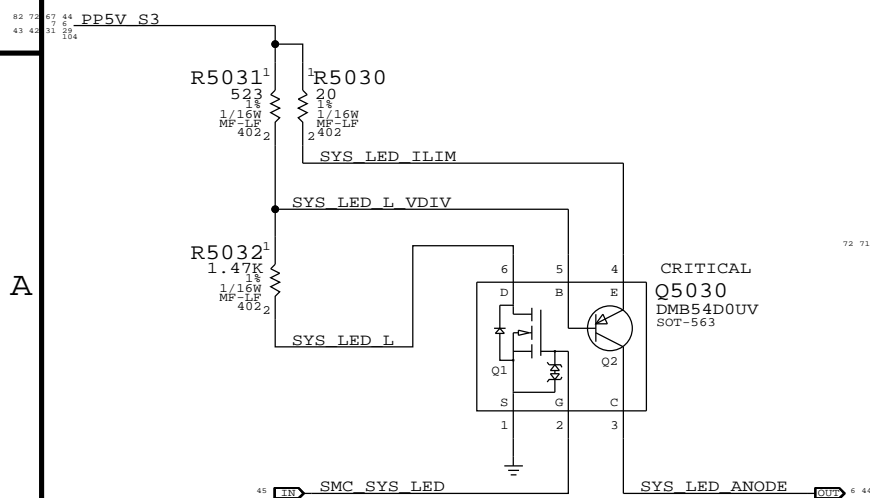 82 72 67 44
7 6
43 42 31 29
104
PP5V_S3
R5031
1
523
1%
1/16W
MF-LF
402
2
1
R5030
20
1%
1/16W
MF-LF
402
2
SYS_LED_ILIM
SYS_LED_L_VDIV
R5032
1
1.47K
1%
1/16W
MF-LF
402
2
SYS_LED_L
72 71
A
6
5
4
CRITICAL
D
B
E
Q5030
DMB54D0UV
SOT-563
Q1
Q2
S
G
C
1
2
3
45
IN
SMC_SYS_LED
SYS_LED_ANODE
OUT
6 44